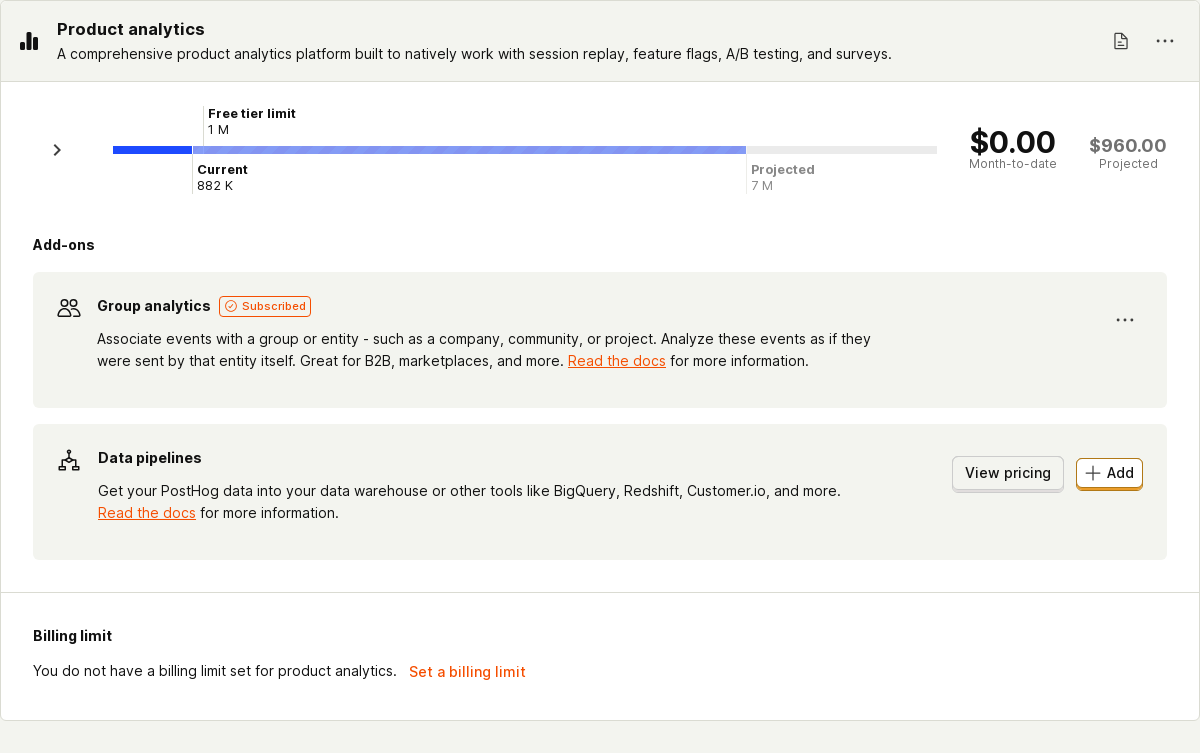 Product analytics
A comprehensive product analytics platform built to natively work with session replay, feature flags, A/B testing, and surveys.
Free tier limit
1 M
Current
882 K
Projected
7 M
$0.00
Month-to-date
$960.00
Projected
Add-ons
Group analytics Subscribed
Associate events with a group or entity - such as a company, community, or project. Analyze these events as if they
were sent by that entity itself. Great for B2B, marketplaces, and more. Read the docs for more information.
Data pipelines
Get your PostHog data into your data warehouse or other tools like BigQuery, Redshift, Customer.io, and more.
Read the docs for more information.
View pricing
Add
Billing limit
You do not have a billing limit set for product analytics. Set a billing limit